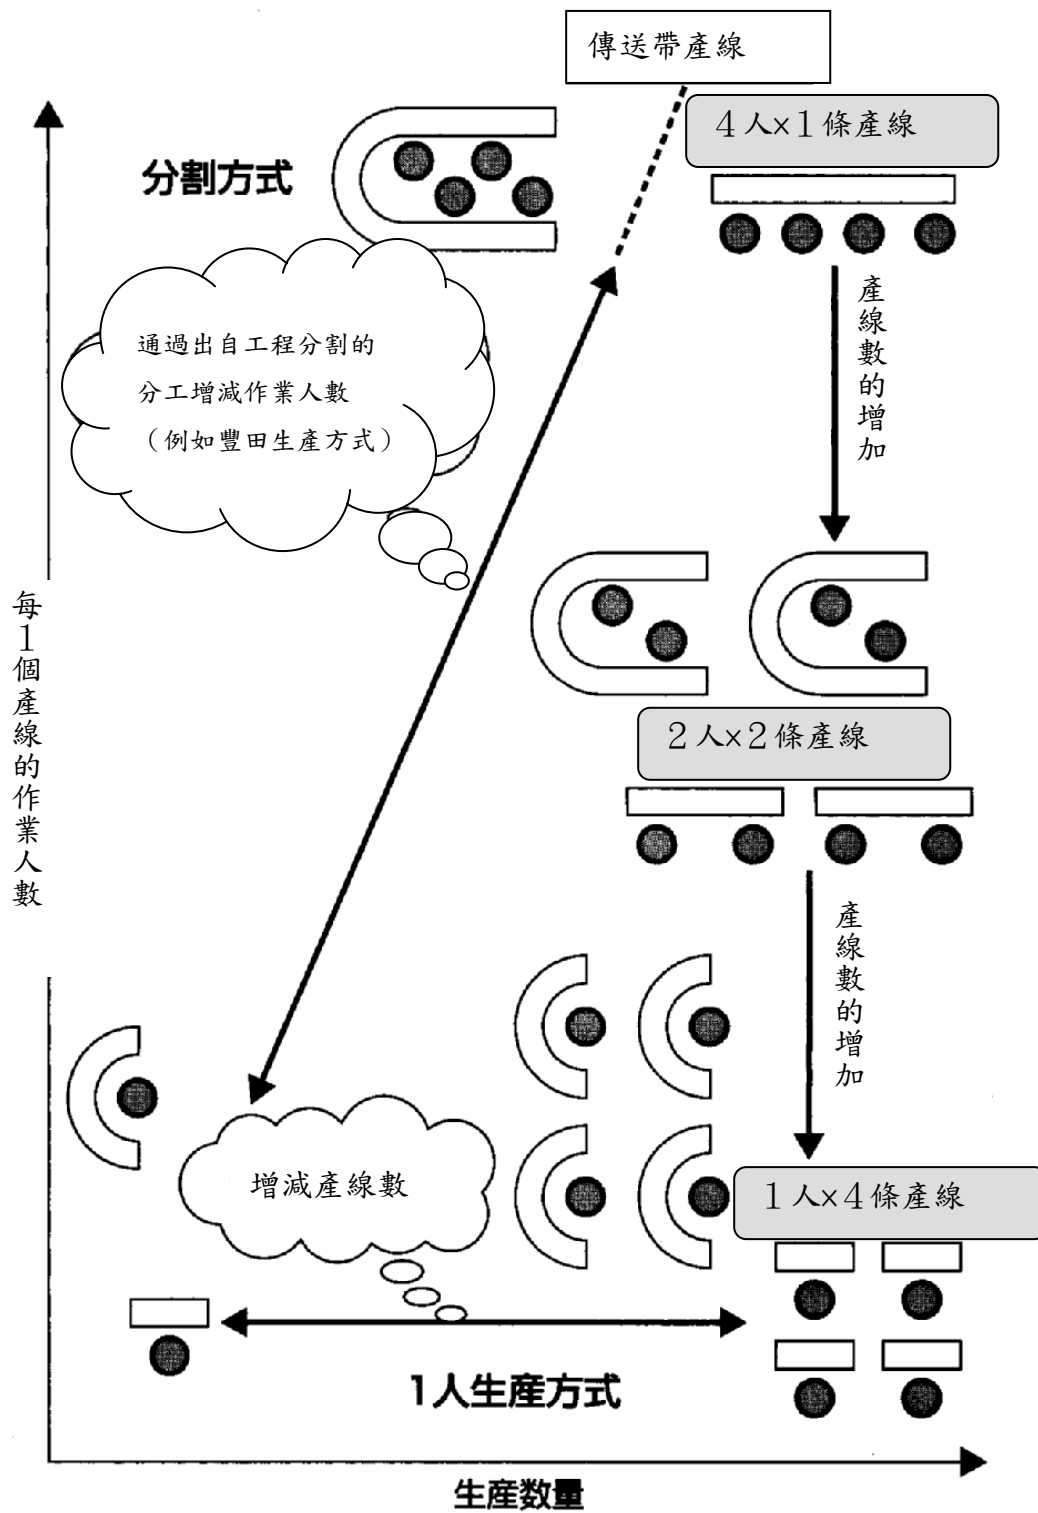 傳送帶產線
4人×1條產線
分割方式
產線數的增加
通過出自工程分割的
分工增減作業人數
（例如豐田生產方式）
每1個產線的作業人數
2人×2條產線
產線數的增加
增減產線數
1人×4條產線
1人生産方式
生産数量